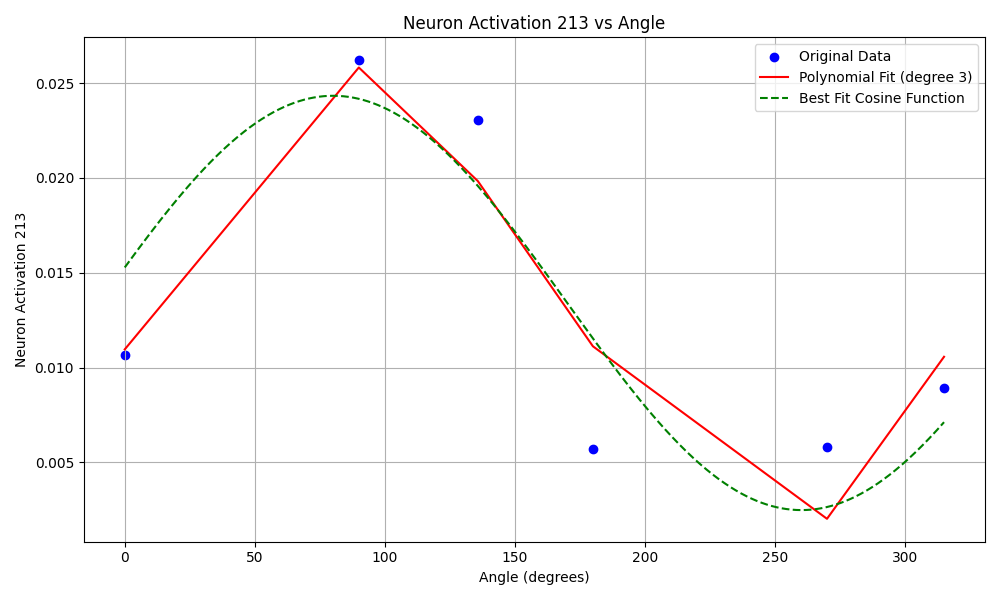 Neuron Activation 213 vs Angle
Original Data
Polynomial Fit (degree 3)
Best Fit Cosine Function
Neuron Activation 213
0.025
0.020
0.015
0.010
0.005
0
50
100
150
200
250
300
Angle (degrees)